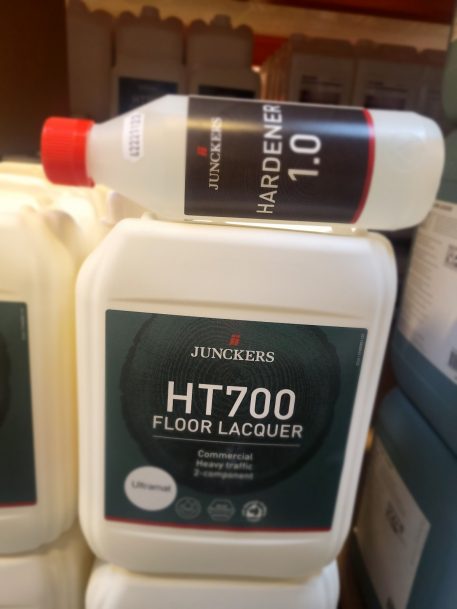 JUNCKERS
HARDENER
1.0
JUNCKERS
HT700
FLOOR LACQUER
Commercial
Heavy traffic
2-component
Ultramat